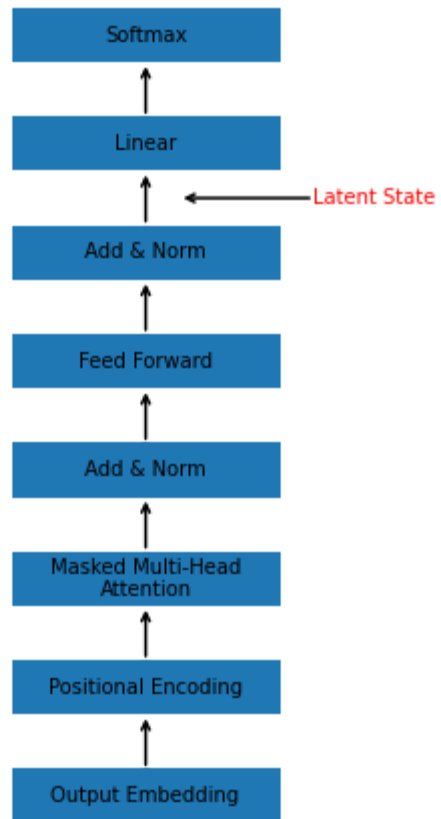 Softmax
Linear
Latent State
Add & Norm
Feed Forward
Add & Norm
Masked Multi-Head
Attention
Positional Encoding
Output Embedding